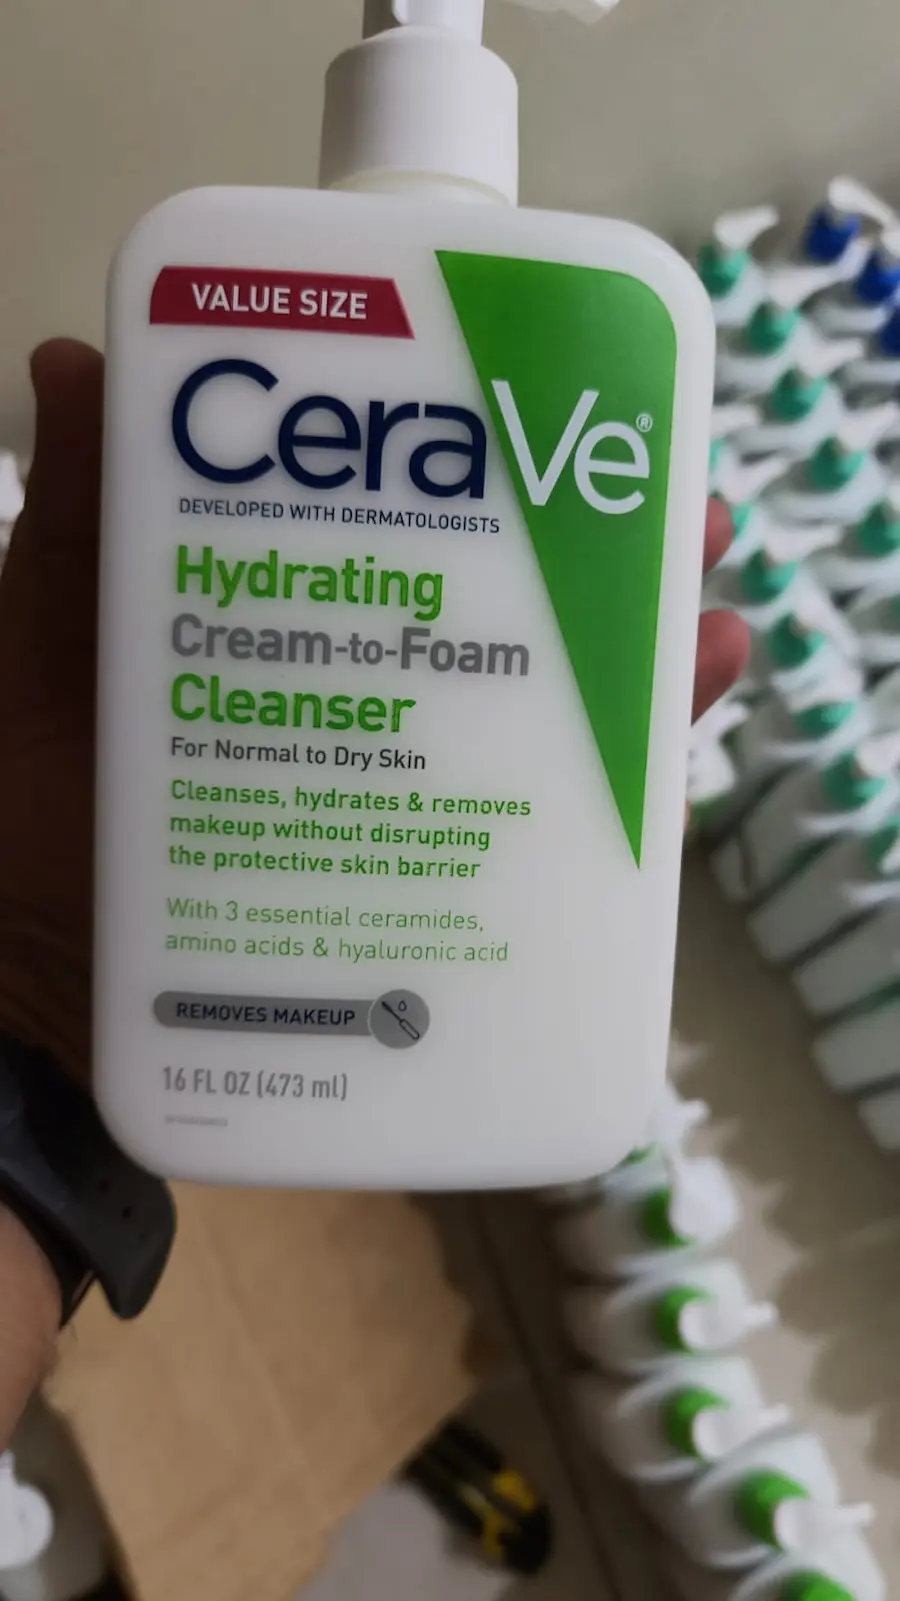 VALUE SIZE
CeraVe®
DEVELOPED WITH DERMATOLOGISTS
Hydrating
Cream-to-Foam
Cleanser
For Normal to Dry Skin
Cleanses, hydrates & removes
makeup without disrupting
the protective skin barrier
With 3 essential ceramides,
amino acids & hyaluronic acid
REMOVES MAKEUP
16 FL OZ (473 ml)